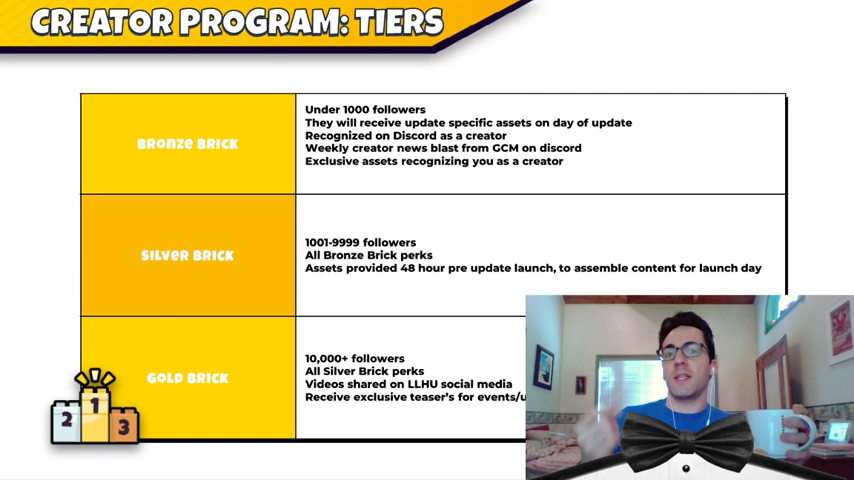 CREATOR PROGRAM: TIERS
BRONZE BRICK
Under 1000 followers
They will receive update specific assets on day of update
Recognized on Discord as a creator
Weekly creator news blast from GCM on discord
Exclusive assets recognizing you as a creator
SILVER BRICK
1001-9999 followers
All Bronze Brick perks
Assets provided 48 hour pre update launch, to assemble content for launch day
GOLD BRICK
10,000+ followers
All Silver Brick perks
Videos shared on LLHU social media
Receive exclusive teaser's for events/u
2
1
3